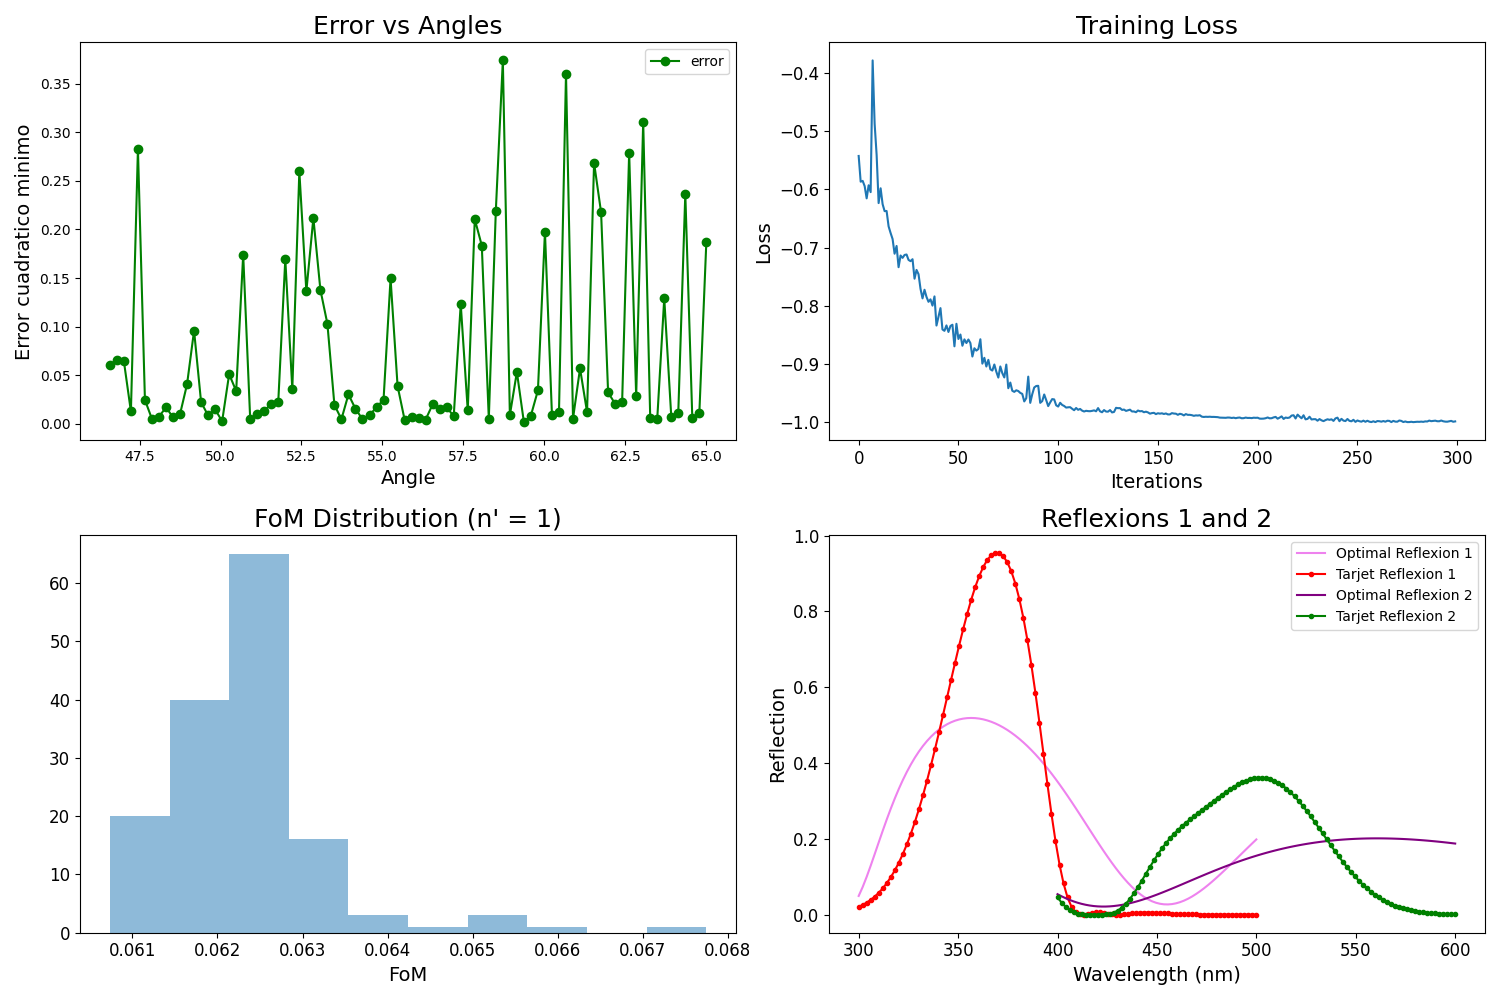 Error vs Angles
error
Error cuadratico minimo
0.35
0.30
0.25
0.20
0.15
0.10
0.05
0.00
47.5 50.0 52.5 55.0 57.5 60.0 62.5 65.0
Angle
Training Loss
Loss
−0.4
−0.5
−0.6
−0.7
−0.8
−0.9
−1.0
0 50 100 150 200 250 300
Iterations
FoM Distribution (n' = 1)
60
50
40
30
20
10
0
0.061 0.062 0.063 0.064 0.065 0.066 0.067 0.068
FoM
Reflexions 1 and 2
Optimal Reflexion 1
Tarjet Reflexion 1
Optimal Reflexion 2
Tarjet Reflexion 2
Reflection
1.0
0.8
0.6
0.4
0.2
0.0
300 350 400 450 500 550 600
Wavelength (nm)